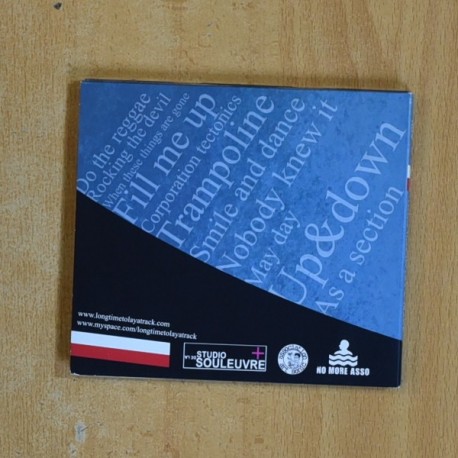 Do the reggae
Rocking the devil
When these things are gone
Fill me up
Corporation tectonics
Trampoline
Smile and dance
Nobody knew it
May day
Up&down
As a section
www.longtimetolayatrack.com
www.myspace.com/longtimetolayatrack
STUDIO
SOULEUVRE
NO MORE ASSO